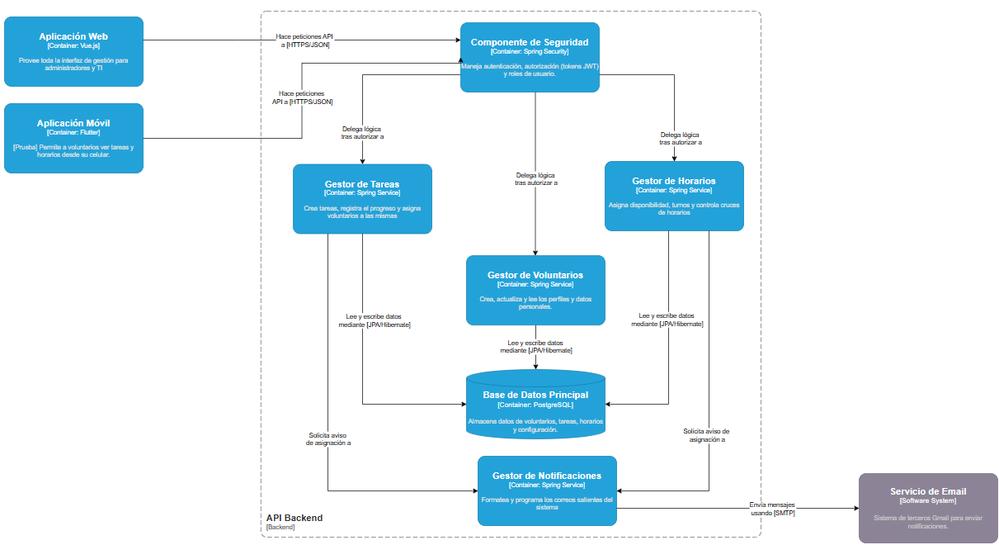 Aplicación Web
[Container: Vue.js]
Provee toda la interfaz de gestión para
administradores y TI
Hace peticiones API
a [HTTPS/JSON]
Componente de Seguridad
[Container: Spring Security]
Maneja autenticación, autorización (tokens JWT)
y roles de usuario.
Aplicación Móvil
[Container: Flutter]
[Prueba] Permite a voluntarios ver tareas y
horarios desde su celular.
Hace peticiones
API a [HTTPS/JSON]
Delega lógica
tras autorizar a
Delega lógica
tras autorizar a
Delega lógica
tras autorizar a
Gestor de Tareas
[Container: Spring Service]
Crea tareas, registra el progreso y asigna
voluntarios a las mismas
Gestor de Horarios
[Container: Spring Service]
Asigna disponibilidad, turnos y controla cruces
de horarios
Gestor de Voluntarios
[Container: Spring Service]
Crea, actualiza y lee los perfiles y datos
personales.
Lee y escribe datos
mediante [JPA/Hibernate]
Lee y escribe datos
mediante [JPA/Hibernate]
Lee y escribe datos
mediante [JPA/Hibernate]
Base de Datos Principal
[Container: PostgreSQL]
Almacena datos de voluntarios, tareas, horarios
y configuración.
Solicita aviso
de asignación a
Solicita aviso de
asignación a
Gestor de Notificaciones
[Container: Spring Service]
Formatea y programa los correos salientes del
sistema
Envía mensajes
usando [SMTP]
Servicio de Email
[Software System]
Sistema de terceros Gmail para enviar
notificaciones.
API Backend
[Backend]